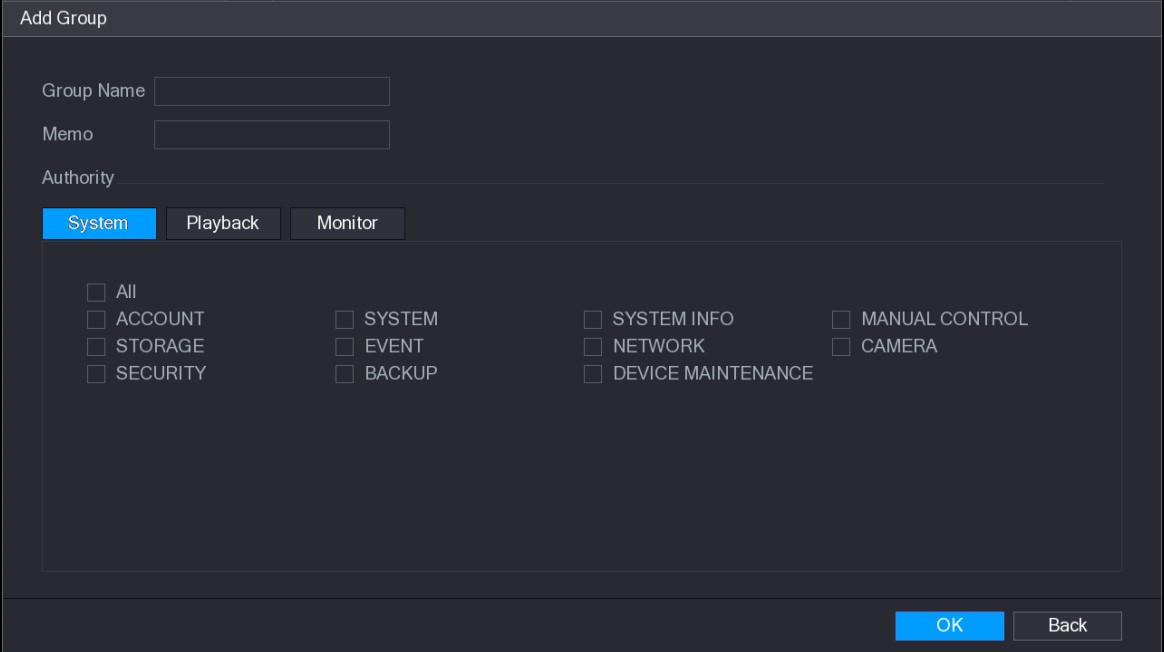 Add Group
Group Name
Memo
Authority
System Playback Monitor
All
ACCOUNT SYSTEM SYSTEM INFO MANUAL CONTROL
STORAGE EVENT NETWORK CAMERA
SECURITY BACKUP DEVICE MAINTENANCE
OK Back